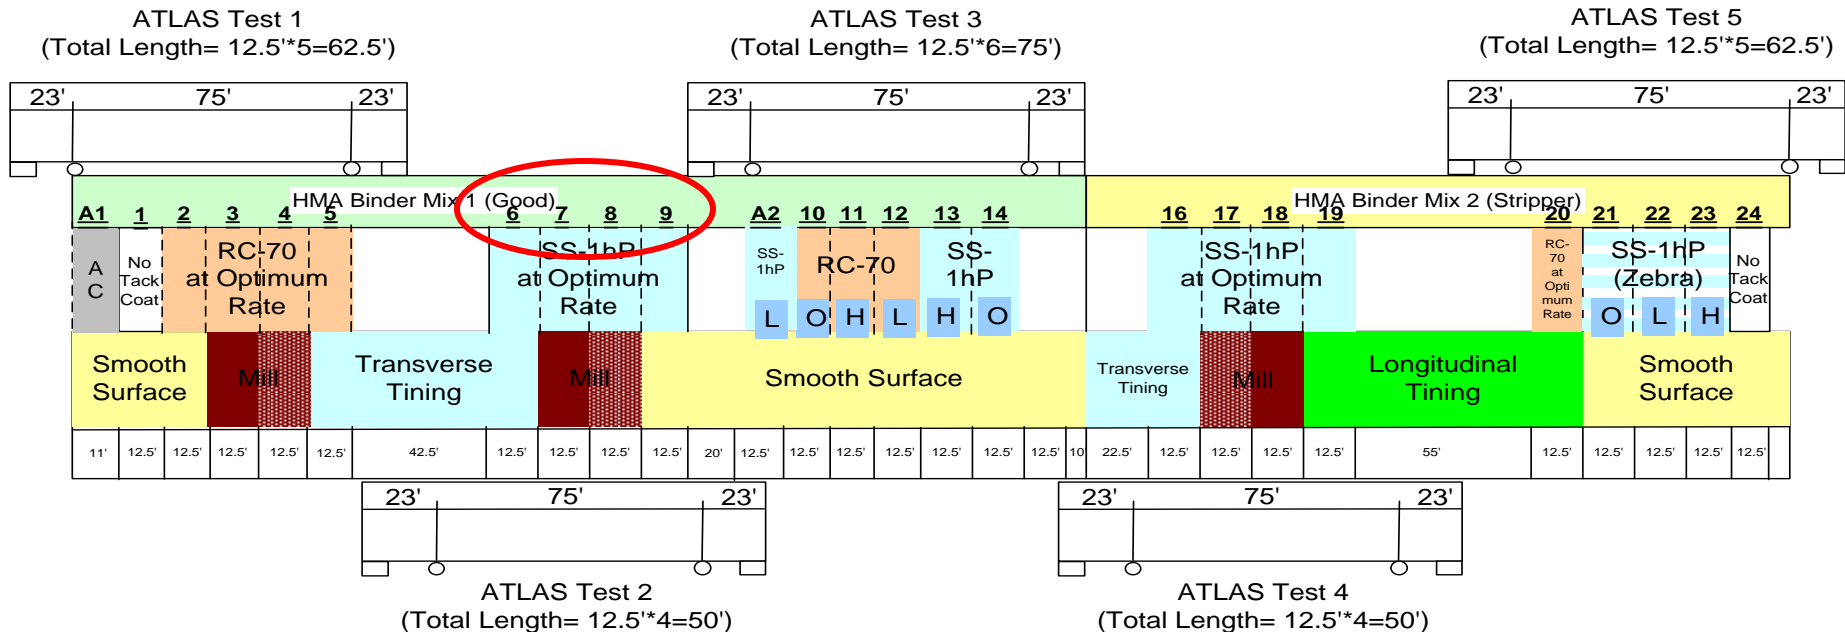 ATLAS Test 1
(Total Length= 12.5'*5=62.5')
ATLAS Test 3
(Total Length= 12.5'*6=75')
ATLAS Test 5
(Total Length= 12.5'*5=62.5')
23' 75' 23'
23' 75' 23'
23' 75' 23'
HMA Binder Mix 1 (Good)
HMA Binder Mix 2 (Stripper)
A1 1 2 3 4 5 6 7 8 9 A2 10 11 12 13 14 16 17 18 19 20 21 22 23 24
A
C
No
Tack
Coat
RC-70
at Optimum
Rate
SS-1hP
at Optimum
Rate
SS-
1hP
RC-70
SS-
1hP
SS-1hP
at Optimum
Rate
RC-
70
at
Opti
mum
Rate
SS-1hP
(Zebra)
No
Tack
Coat
L O H L H O O L H
Smooth
Surface
Mill
Transverse
Tining
Mill
Smooth Surface
Transverse
Tining
Mill
Longitudinal
Tining
Smooth
Surface
11' 12.5' 12.5' 12.5' 12.5' 12.5' 42.5' 12.5' 12.5' 12.5' 12.5' 20' 12.5' 12.5' 12.5' 12.5' 12.5' 12.5' 10' 22.5' 12.5' 12.5' 12.5' 12.5' 55' 12.5' 12.5' 12.5' 12.5' 12.5'
23' 75' 23'
23' 75' 23'
ATLAS Test 2
(Total Length= 12.5'*4=50')
ATLAS Test 4
(Total Length= 12.5'*4=50')